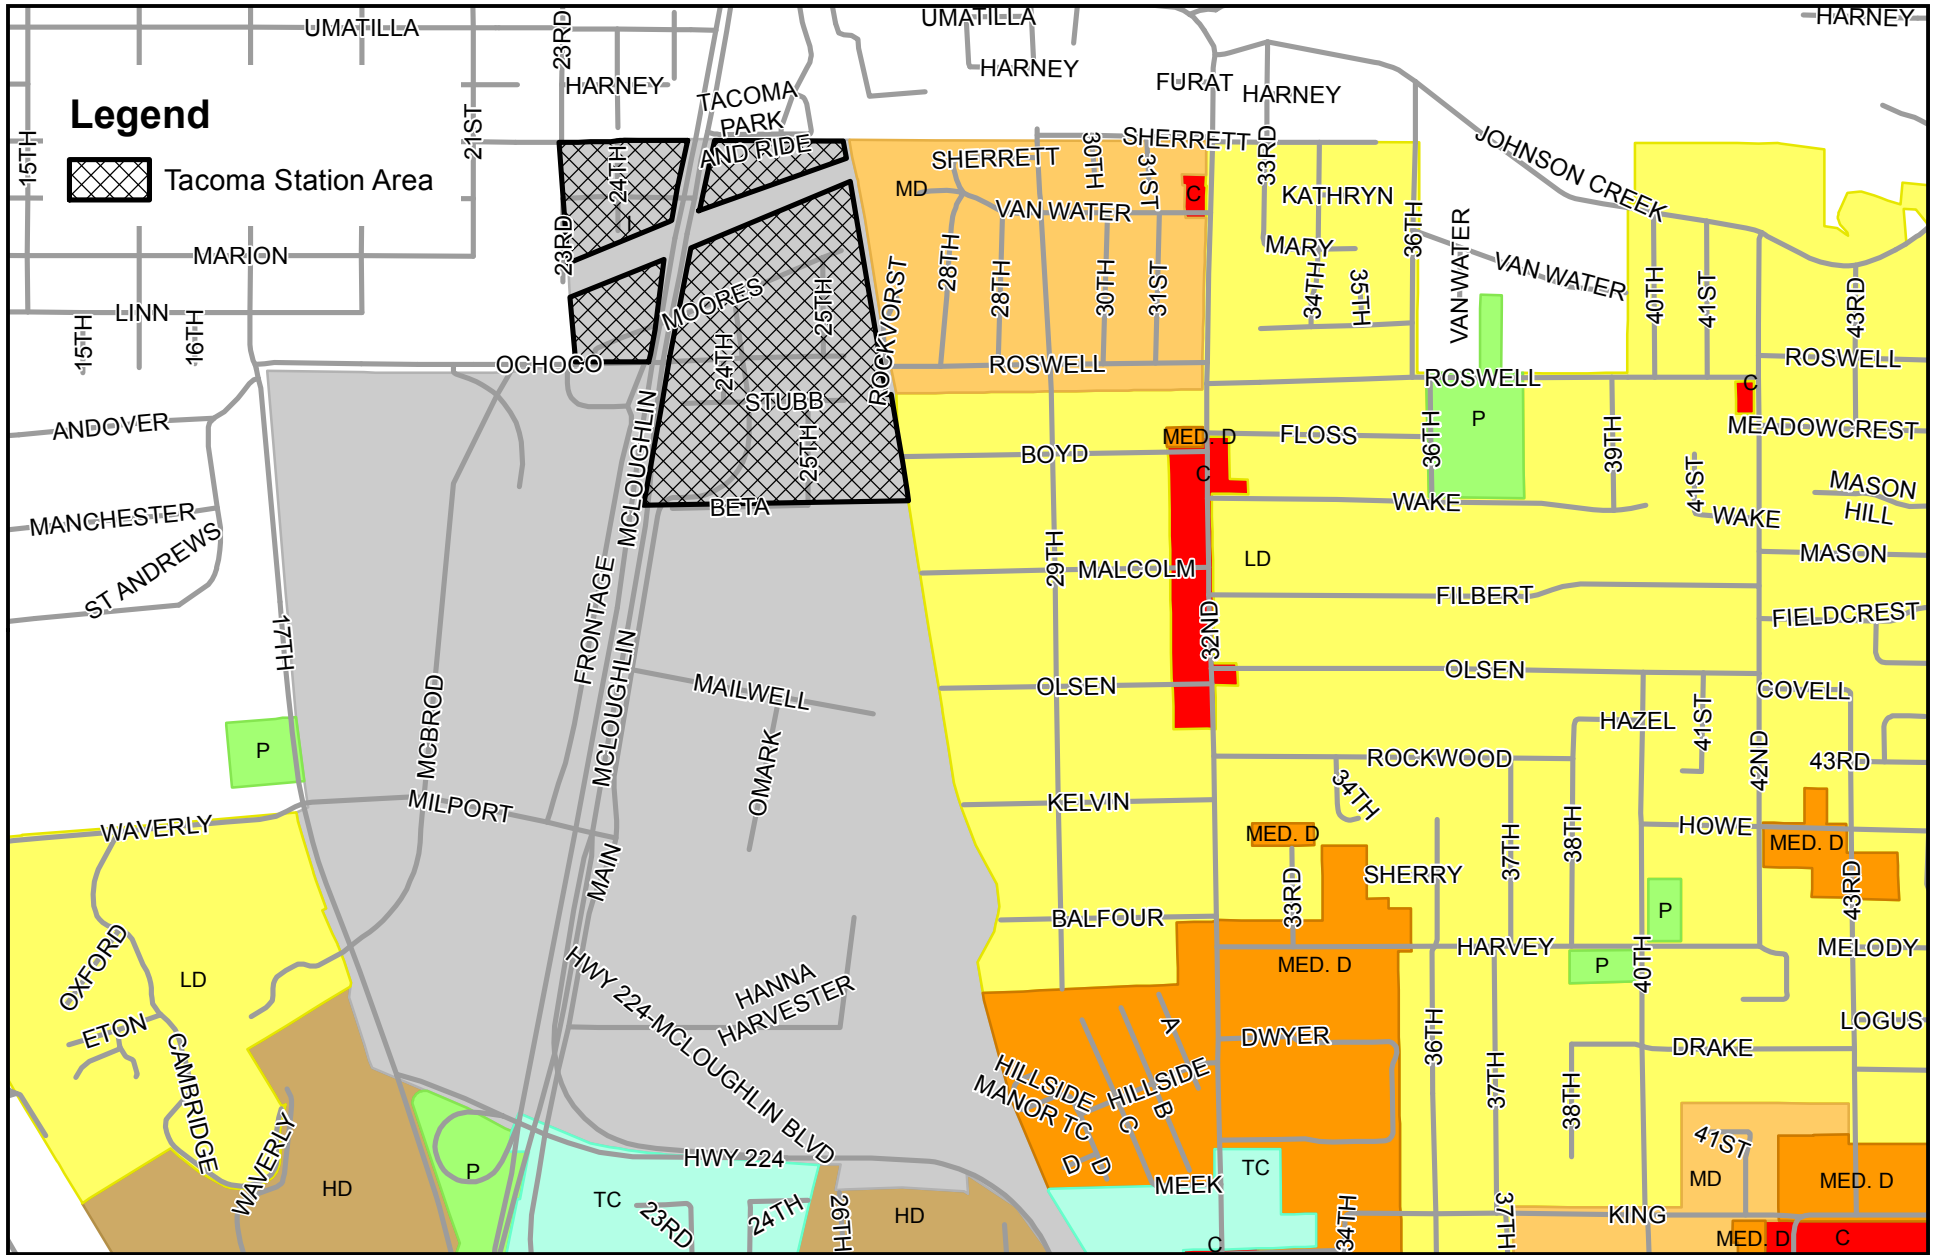 UMATILLA
23RD
UMATILLA
HARNEY
HARNEY
HARNEY
FURAT
HARNEY
Legend
Tacoma Station Area
TACOMA
PARK
AND RIDE
15TH
21ST
24TH
23RD
SHERRETT
SHERRETT
30TH
31ST
33RD
KATHRYN
JOHNSON CREEK
MD
C
VAN WATER
36TH
VAN WATER
VAN WATER
MARION
MARY
28TH
28TH
30TH
31ST
34TH
35TH
40TH
41ST
43RD
LINN
15TH
16TH
MOORES
25TH
24TH
ROCKVORST
OCHOCO
ROSWELL
ROSWELL
ROSWELL
C
STUBB
25TH
ANDOVER
MCLOUGHLIN
MED. D
FLOSS
36TH
P
39TH
MEADOWCREST
BOYD
C
41ST
MASON
HILL
WAKE
WAKE
MANCHESTER
BETA
ST ANDREWS
29TH
MALCOLM
LD
MASON
FILBERT
FIELDCREST
17TH
FRONTAGE
MCLOUGHLIN
32ND
MAILWELL
OLSEN
OLSEN
COVELL
MCBROD
HAZEL
41ST
P
OMARK
ROCKWOOD
42ND
43RD
34TH
MILPORT
KELVIN
WAVERLY
MED. D
37TH
38TH
HOWE
MED. D
MAIN
33RD
SHERRY
43RD
P
BALFOUR
OXFORD
HARVEY
MELODY
LD
HWY 224-MCLOUGHLIN BLVD
HANNA
HARVESTER
MED. D
P
40TH
ETON
A
DWYER
36TH
LOGUS
DRAKE
CAMBRIDGE
HILLSIDE
MANOR TC
HILLSIDE
B
C
D
D
37TH
38TH
WAVERLY
HWY 224
P
HD
TC
23RD
24TH
26TH
HD
MEEK
TC
41ST
MD
MED. D
34TH
37TH
KING
C
MED. D
C